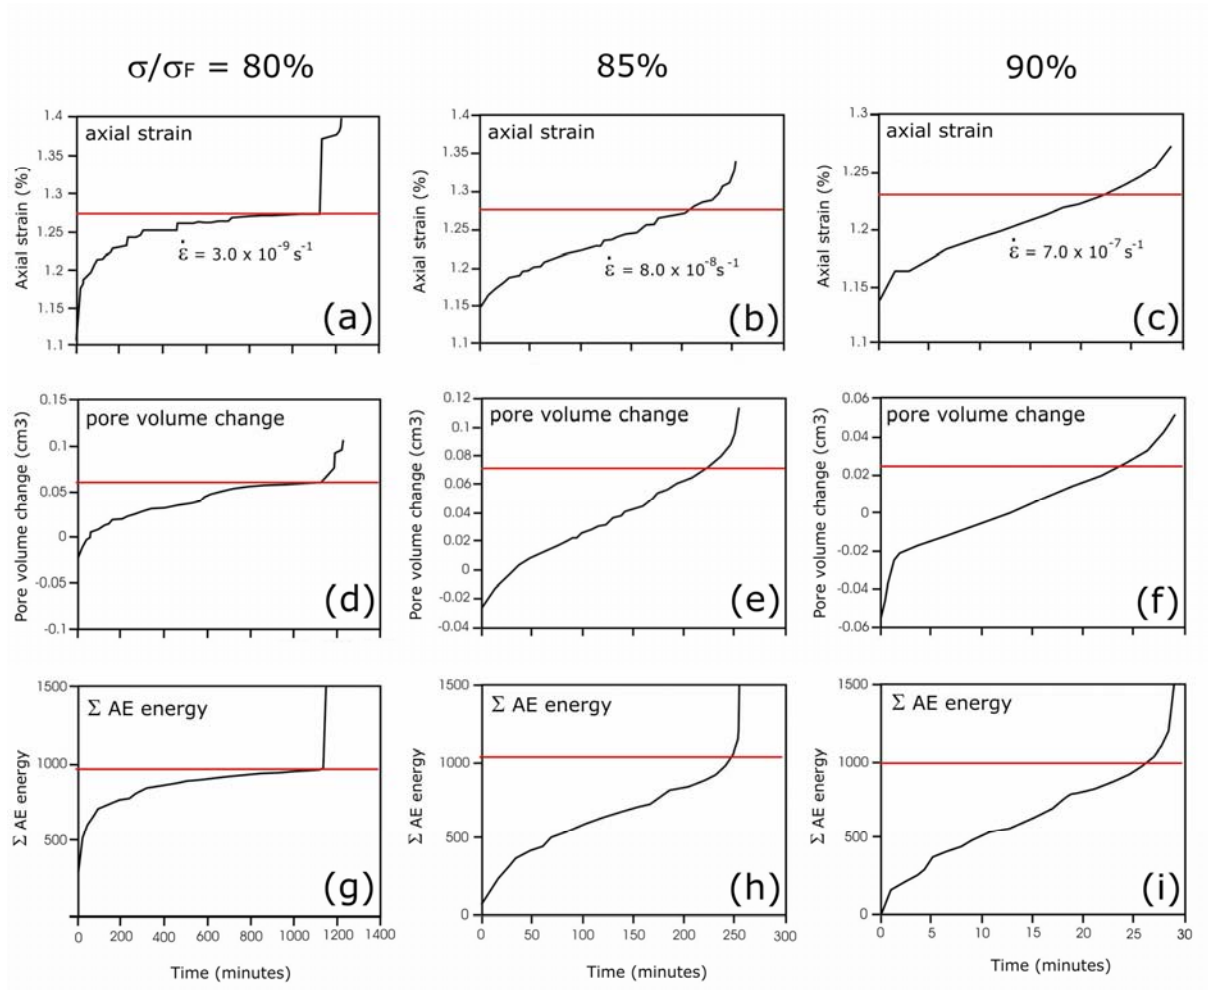 σ/σF = 80%
85%
90%
axial strain
Axial strain (%)
1.4
1.35
1.3
1.25
1.2
1.15
1.1
ε̇ = 3.0 x 10⁻⁹ s⁻¹
(a)
axial strain
Axial strain (%)
1.4
1.35
1.3
1.25
1.2
1.15
1.1
ε̇ = 8.0 x 10⁻⁸ s⁻¹
(b)
axial strain
Axial strain (%)
1.3
1.25
1.2
1.15
1.1
ε̇ = 7.0 x 10⁻⁷ s⁻¹
(c)
pore volume change
Pore volume change (cm3)
0.15
0.1
0.05
0
-0.05
-0.1
(d)
pore volume change
Pore volume change (cm3)
0.12
0.1
0.08
0.06
0.04
0.02
0
-0.02
-0.04
(e)
pore volume change
Pore volume change (cm3)
0.06
0.04
0.02
0
-0.02
-0.04
-0.06
(f)
Σ AE energy
Σ AE energy
1500
1000
500
(g)
0 200 400 600 800 1000 1200 1400
Time (minutes)
Σ AE energy
Σ AE energy
1500
1000
500
0
(h)
0 50 100 150 200 250 300
Time (minutes)
Σ AE energy
Σ AE energy
1500
1000
500
0
(i)
0 5 10 15 20 25 30
Time (minutes)